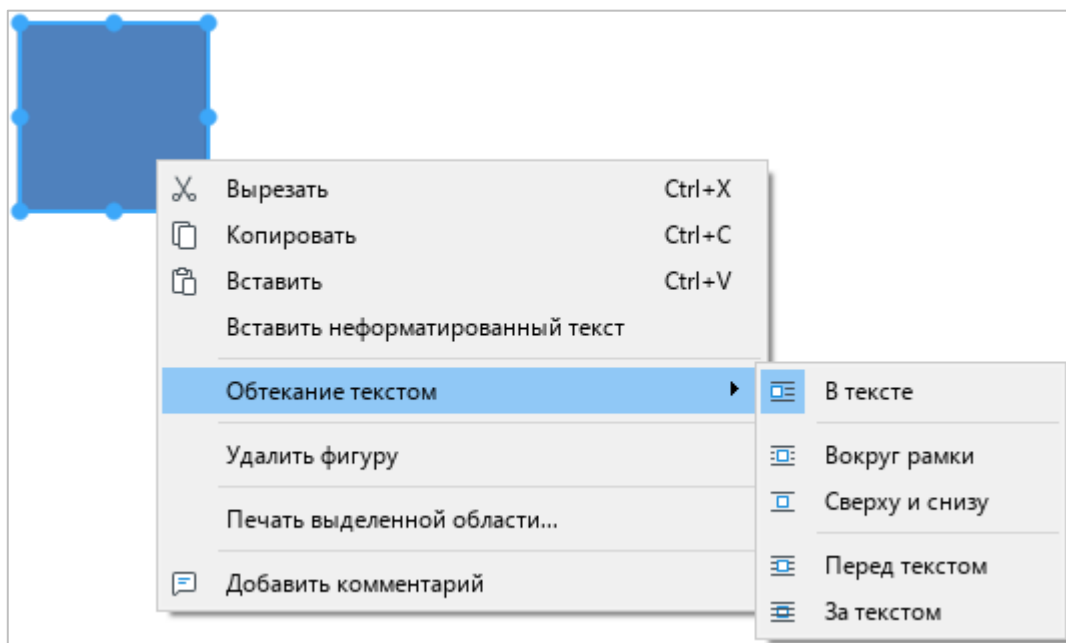 Вырезать Ctrl+X
Копировать Ctrl+C
Вставить Ctrl+V
Вставить неформатированный текст
Обтекание текстом
Удалить фигуру
Печать выделенной области...
Добавить комментарий
В тексте
Вокруг рамки
Сверху и снизу
Перед текстом
За текстом